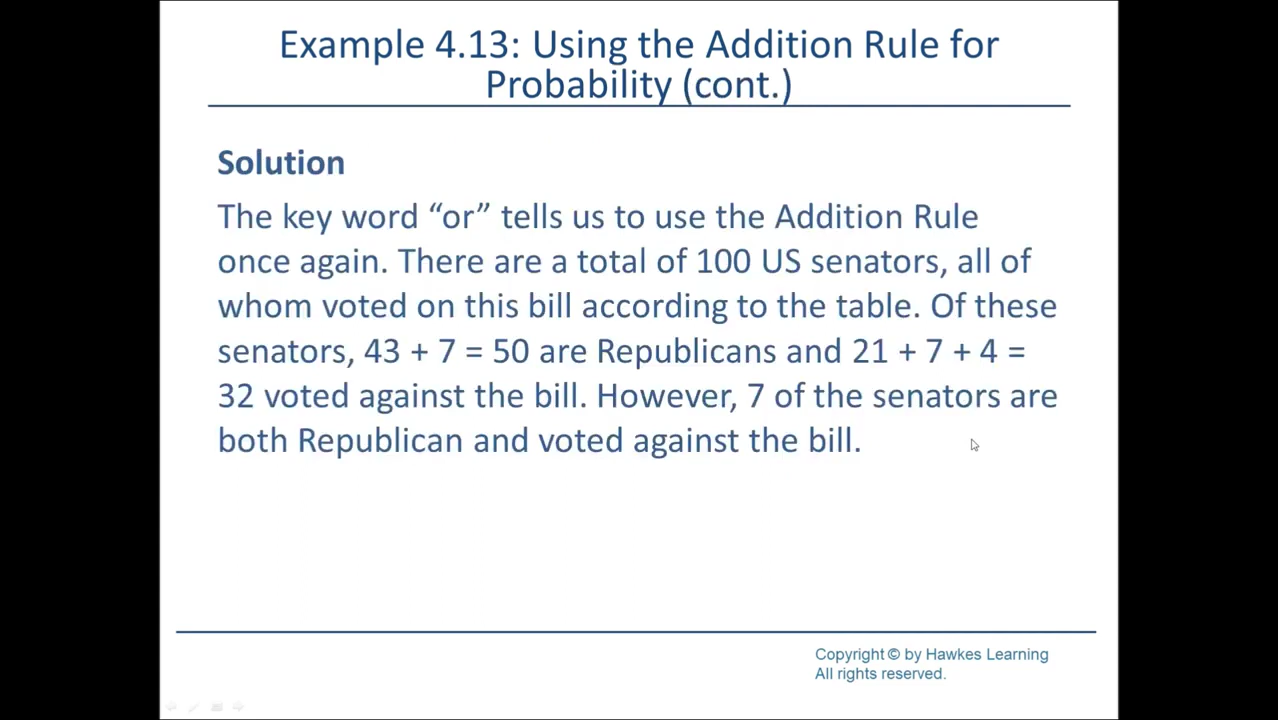 Example 4.13: Using the Addition Rule for
Probability (cont.)
Solution
The key word “or” tells us to use the Addition Rule
once again. There are a total of 100 US senators, all of
whom voted on this bill according to the table. Of these
senators, 43 + 7 = 50 are Republicans and 21 + 7 + 4 =
32 voted against the bill. However, 7 of the senators are
both Republican and voted against the bill.
Copyright © by Hawkes Learning
All rights reserved.